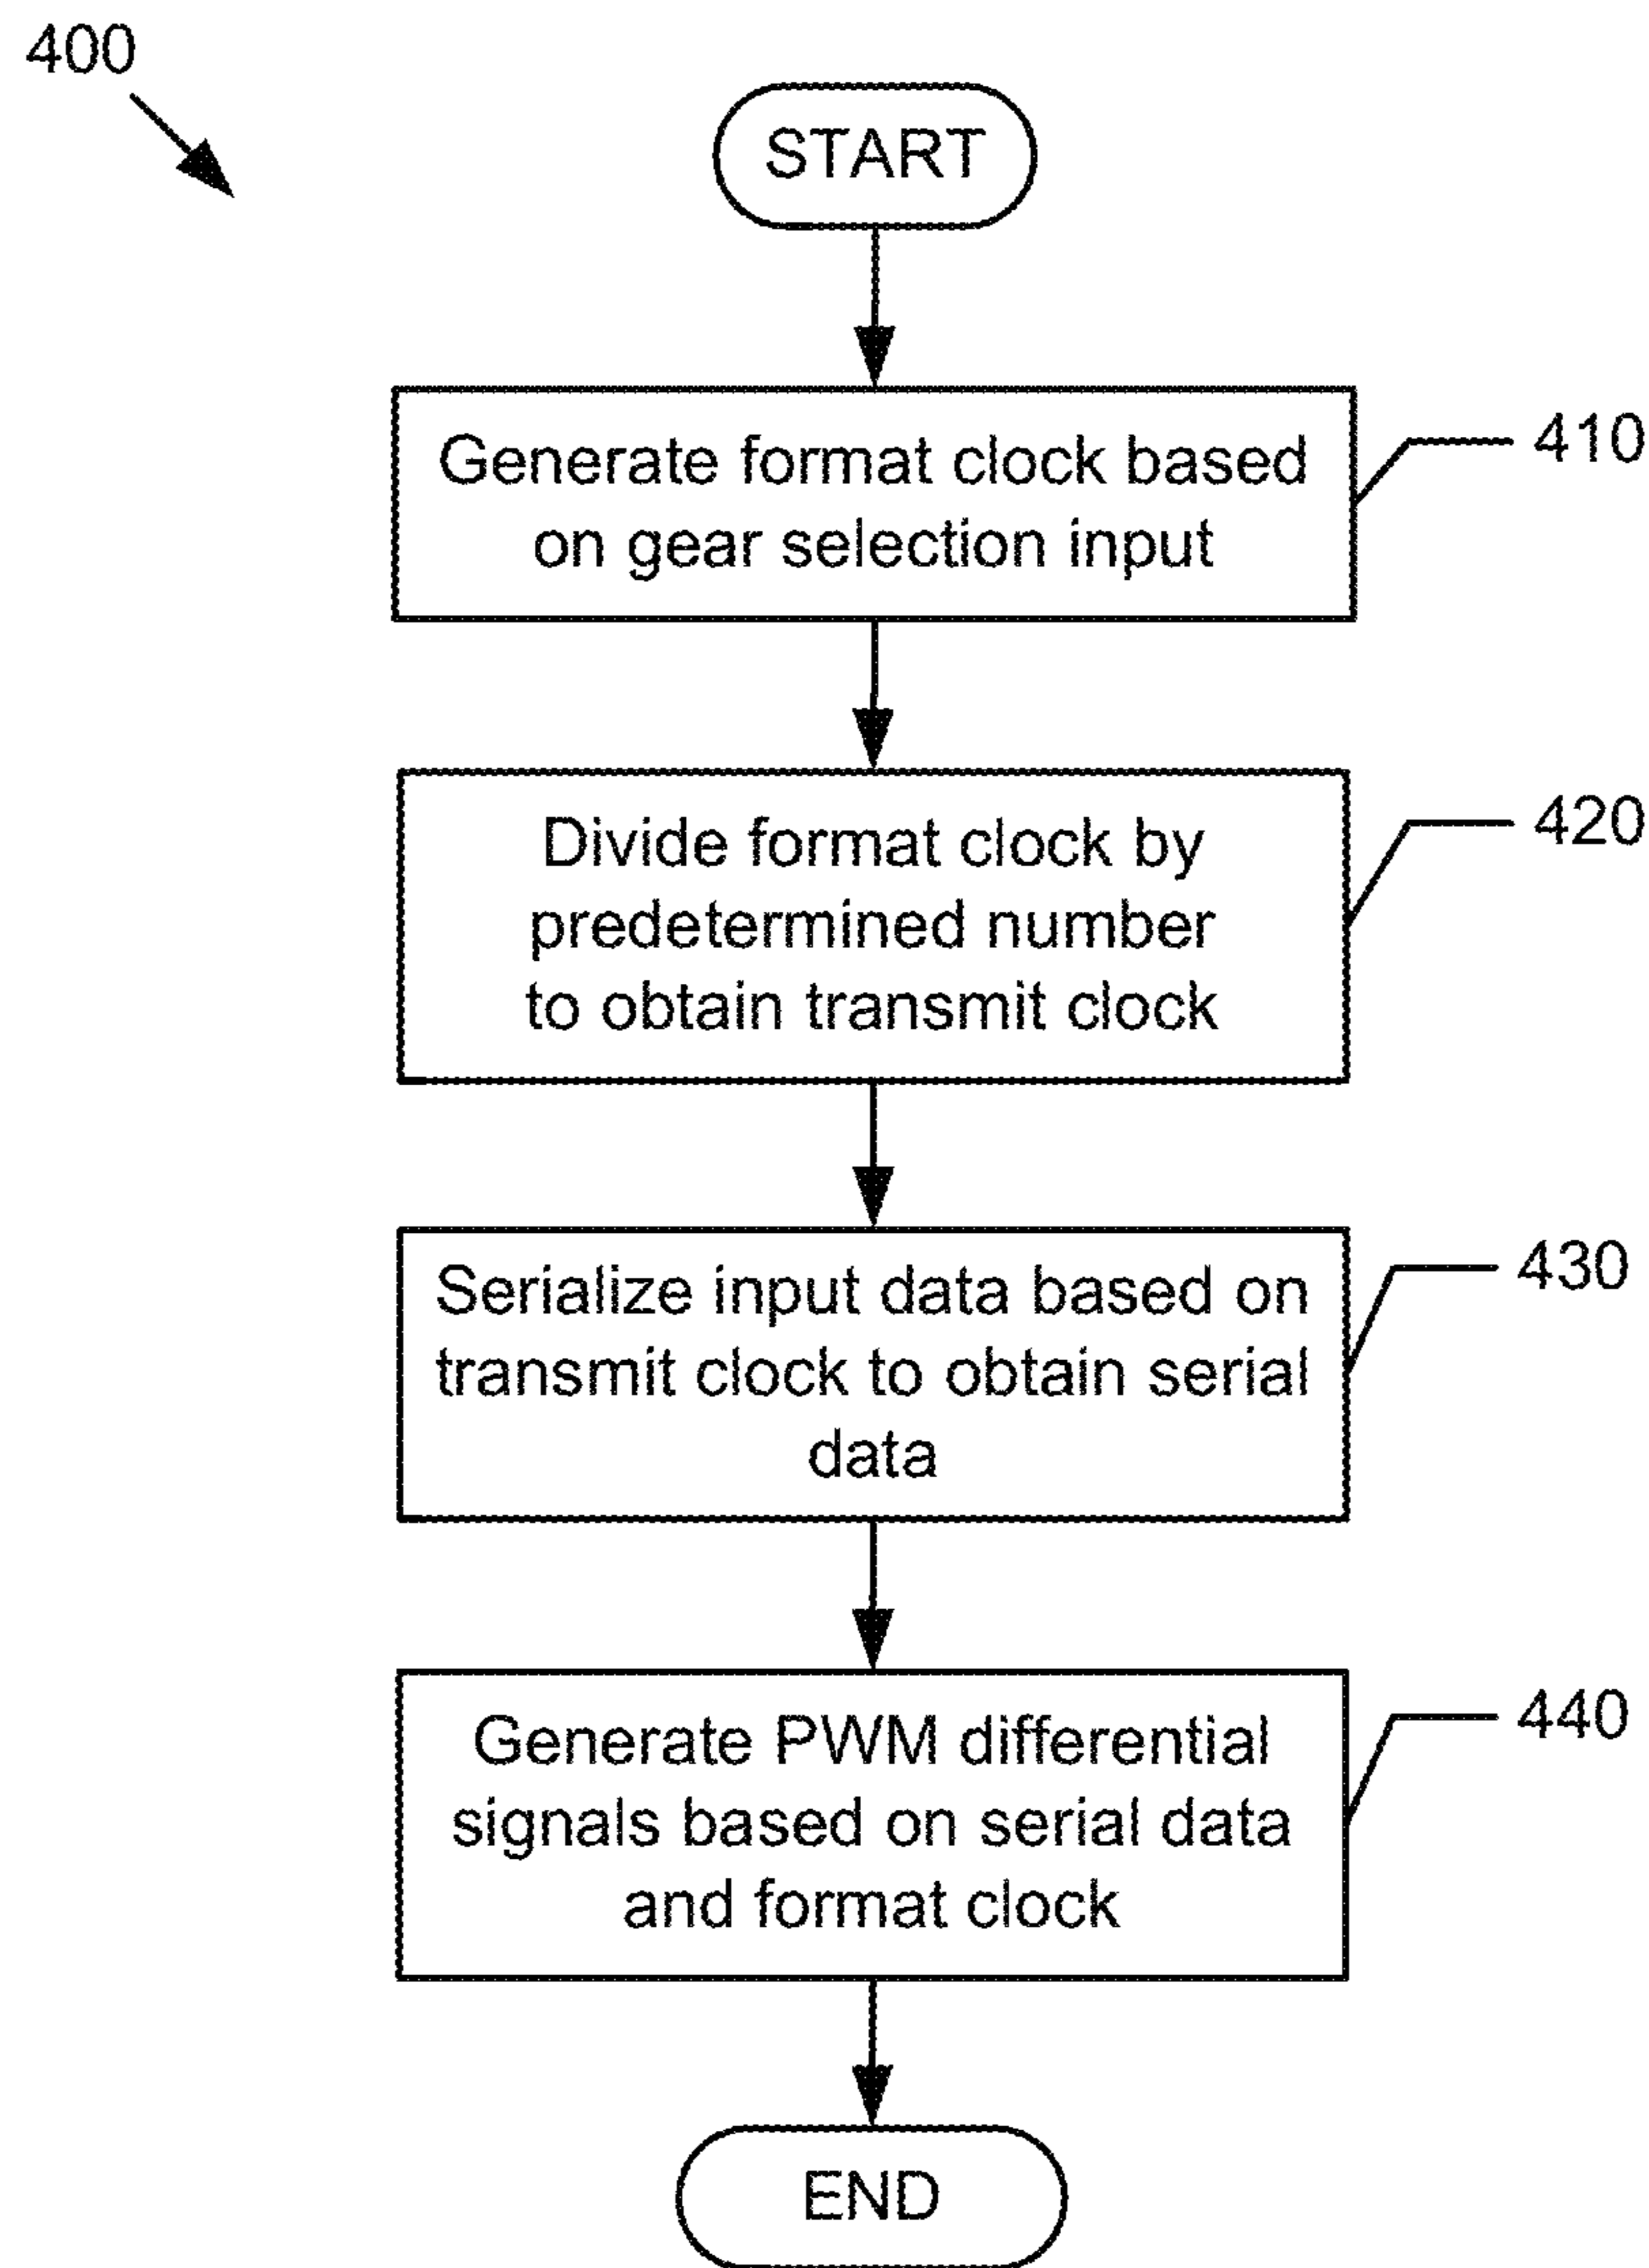 400
START
Generate format clock based
on gear selection input
410
Divide format clock by
predetermined number
to obtain transmit clock
420
Serialize input data based on
transmit clock to obtain serial
data
430
Generate PWM differential
signals based on serial data
and format clock
440
END